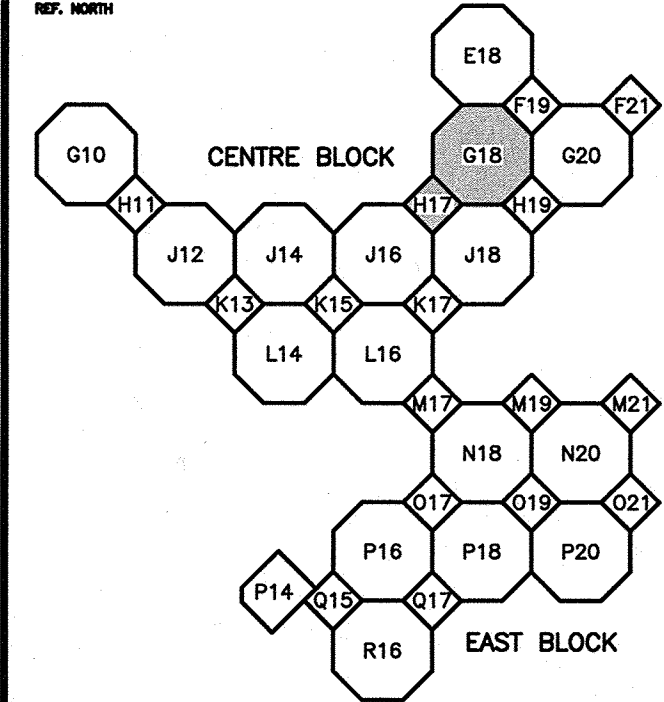 REF. NORTH
E18
F19 F21
G10 CENTRE BLOCK G18 G20
H11 H17 H19
J12 J14 J16 J18
K13 K15 K17
L14 L16
M17 M19 M21
N18 N20
O17 O19 O21
P16 P18 P20
P14 Q15 Q17
R16 EAST BLOCK